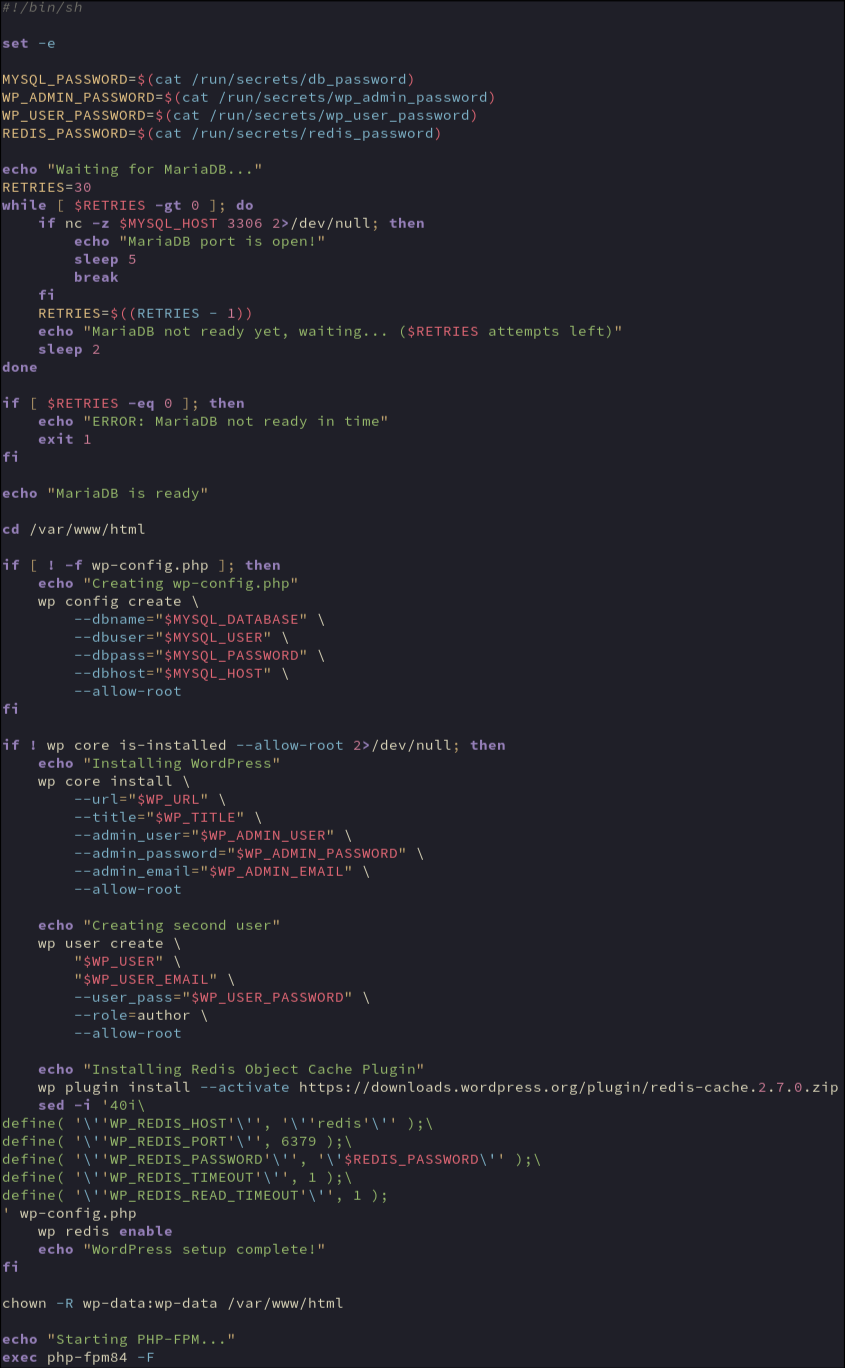 #!/bin/sh

set -e

MYSQL_PASSWORD=$(cat /run/secrets/db_password)
WP_ADMIN_PASSWORD=$(cat /run/secrets/wp_admin_password)
WP_USER_PASSWORD=$(cat /run/secrets/wp_user_password)
REDIS_PASSWORD=$(cat /run/secrets/redis_password)

echo "Waiting for MariaDB..."
RETRIES=30
while [ $RETRIES -gt 0 ]; do
    if nc -z $MYSQL_HOST 3306 2>/dev/null; then
        echo "MariaDB port is open!"
        sleep 5
        break
    fi
    RETRIES=$((RETRIES - 1))
    echo "MariaDB not ready yet, waiting... ($RETRIES attempts left)"
    sleep 2
done

if [ $RETRIES -eq 0 ]; then
    echo "ERROR: MariaDB not ready in time"
    exit 1
fi

echo "MariaDB is ready"

cd /var/www/html

if [ ! -f wp-config.php ]; then
    echo "Creating wp-config.php"
    wp config create \
        --dbname="$MYSQL_DATABASE" \
        --dbuser="$MYSQL_USER" \
        --dbpass="$MYSQL_PASSWORD" \
        --dbhost="$MYSQL_HOST" \
        --allow-root
fi

if ! wp core is-installed --allow-root 2>/dev/null; then
    echo "Installing WordPress"
    wp core install \
        --url="$WP_URL" \
        --title="$WP_TITLE" \
        --admin_user="$WP_ADMIN_USER" \
        --admin_password="$WP_ADMIN_PASSWORD" \
        --admin_email="$WP_ADMIN_EMAIL" \
        --allow-root

    echo "Creating second user"
    wp user create \
        "$WP_USER" \
        "$WP_USER_EMAIL" \
        --user_pass="$WP_USER_PASSWORD" \
        --role=author \
        --allow-root

    echo "Installing Redis Object Cache Plugin"
    wp plugin install --activate https://downloads.wordpress.org/plugin/redis-cache.2.7.0.zip
    sed -i '40i\
define( '\''WP_REDIS_HOST'\'', '\''redis'\'' );\
define( '\''WP_REDIS_PORT'\'', 6379 );\
define( '\''WP_REDIS_PASSWORD'\'', '\'$REDIS_PASSWORD\'' );\
define( '\''WP_REDIS_TIMEOUT'\'', 1 );\
define( '\''WP_REDIS_READ_TIMEOUT'\'', 1 );
' wp-config.php
    wp redis enable
    echo "WordPress setup complete!"
fi

chown -R wp-data:wp-data /var/www/html

echo "Starting PHP-FPM..."
exec php-fpm84 -F